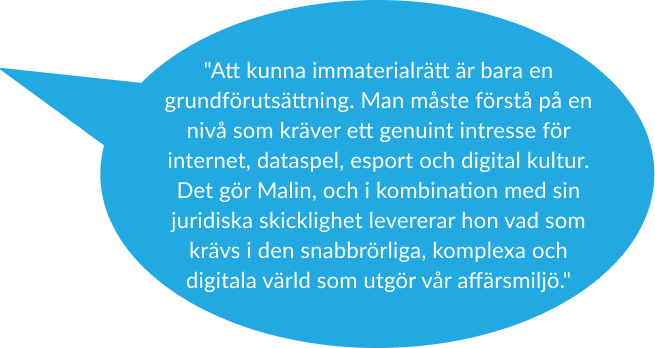 "Att kunna immaterialrätt är bara en
grundförutsättning. Man måste förstå på en
nivå som kräver ett genuint intresse för
internet, dataspel, esport och digital kultur.
Det gör Malin, och i kombination med sin
juridiska skicklighet levererar hon vad som
krävs i den snabbrörliga, komplexa och
digitala värld som utgör vår affärsmiljö."